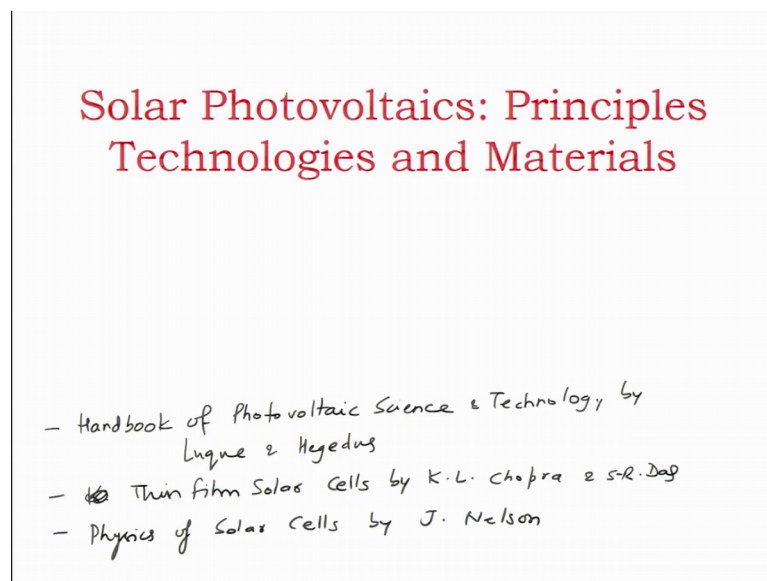 Solar Photovoltaics: Principles
Technologies and Materials
- Handbook of Photovoltaic Science & Technology by
Luque & Hegedus
- Thin film Solar Cells by K.L. Chopra & S.R. Das
- Physics of Solar Cells by J. Nelson